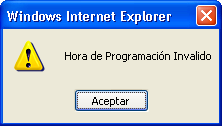 Windows Internet Explorer
Hora de Programación Invalido
Aceptar